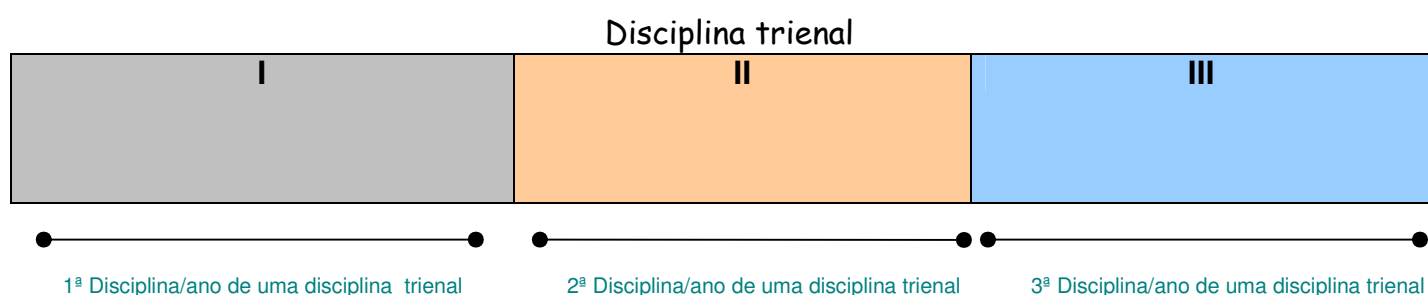 Disciplina trienal
I II III
1ª Disciplina/ano de uma disciplina trienal 2ª Disciplina/ano de uma disciplina trienal 3ª Disciplina/ano de uma disciplina trienal